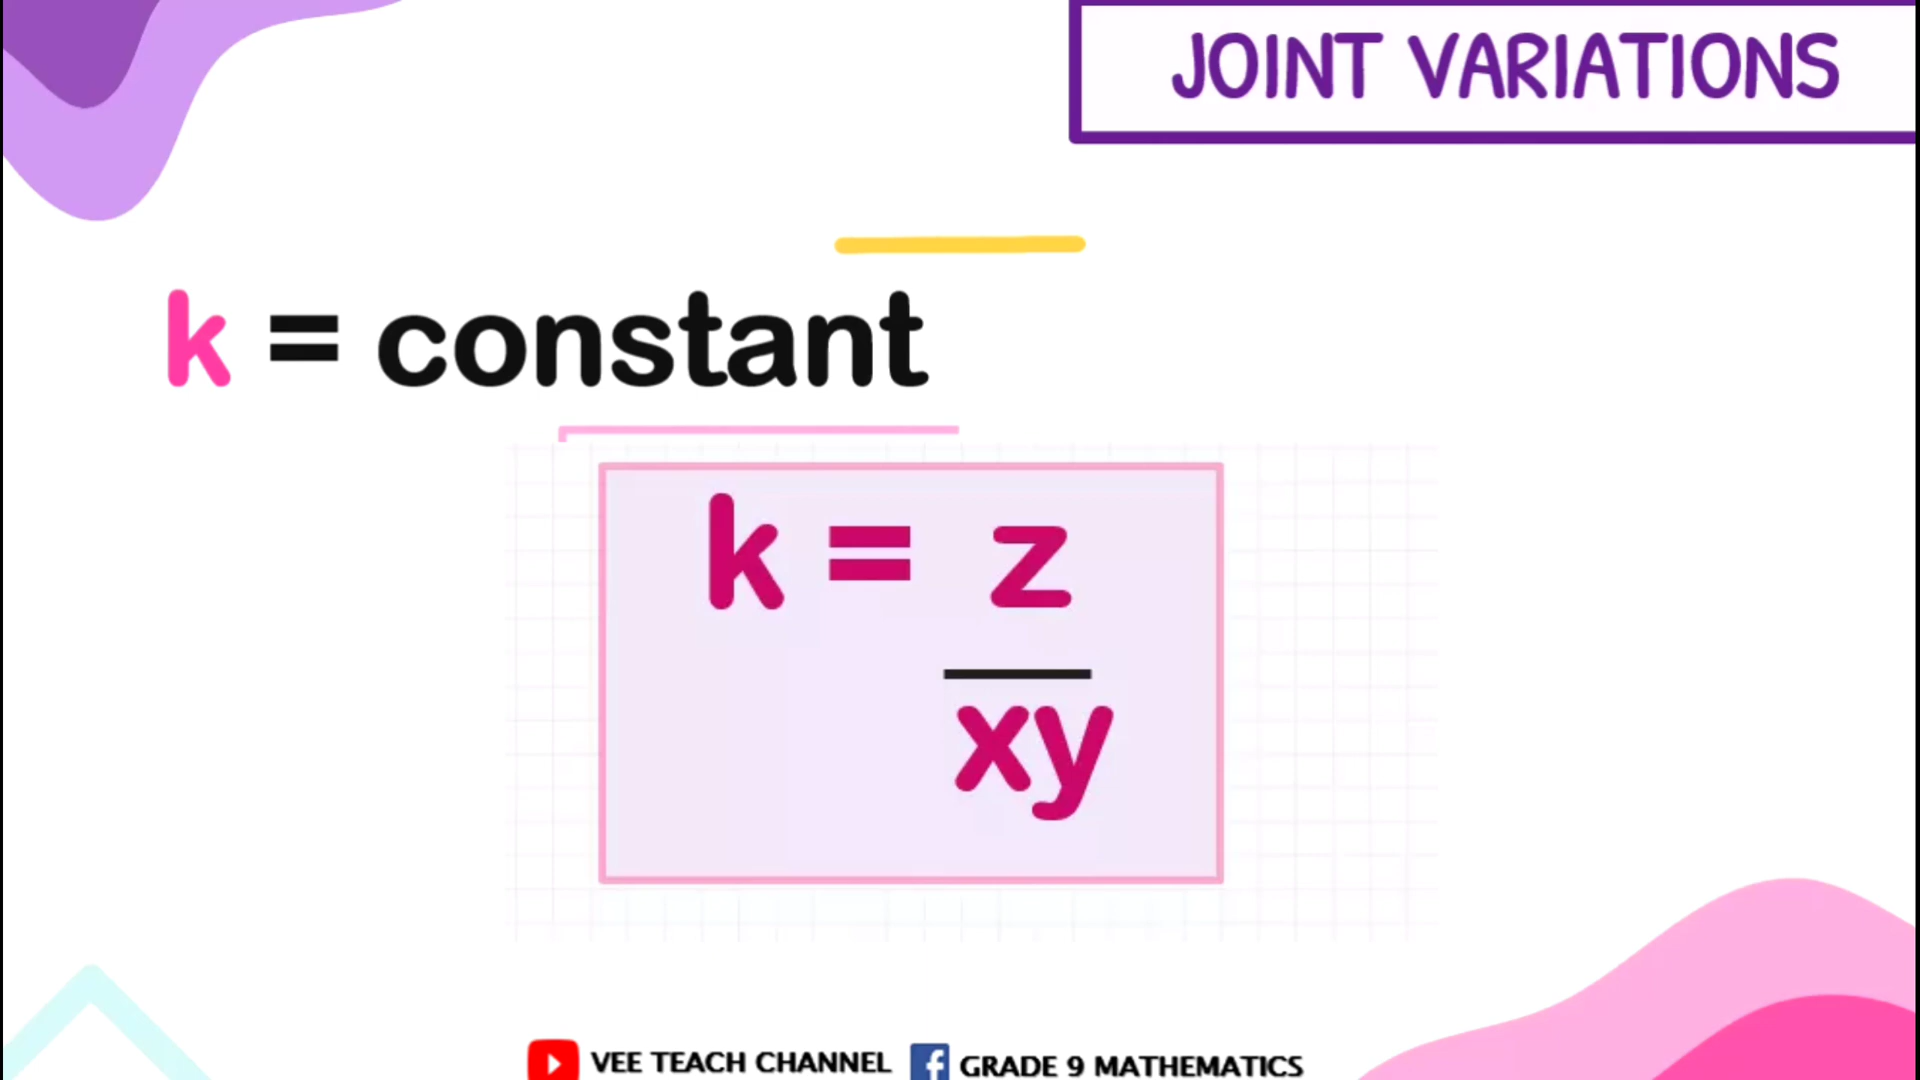 JOINT VARIATIONS
k = constant
k = z
xy
VEE TEACH CHANNEL GRADE 9 MATHEMATICS